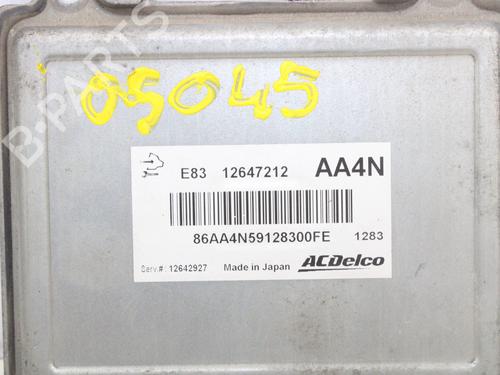 05045
B-PARTS
E83 12647212 AA4N
86AA4N59128300FE 1283
Serv.#: 12642927 Made in Japan ACDelco